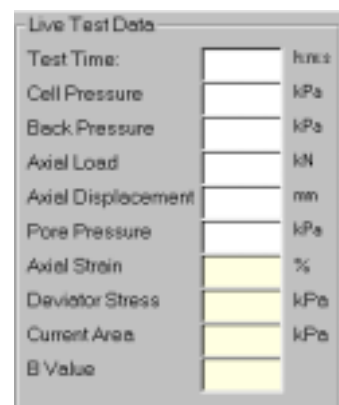 Live Test Data
Test Time: h:m:s
Cell Pressure kPa
Back Pressure kPa
Axial Load kN
Axial Displacement mm
Pore Pressure kPa
Axial Strain %
Deviator Stress kPa
Current Area kPa
B Value